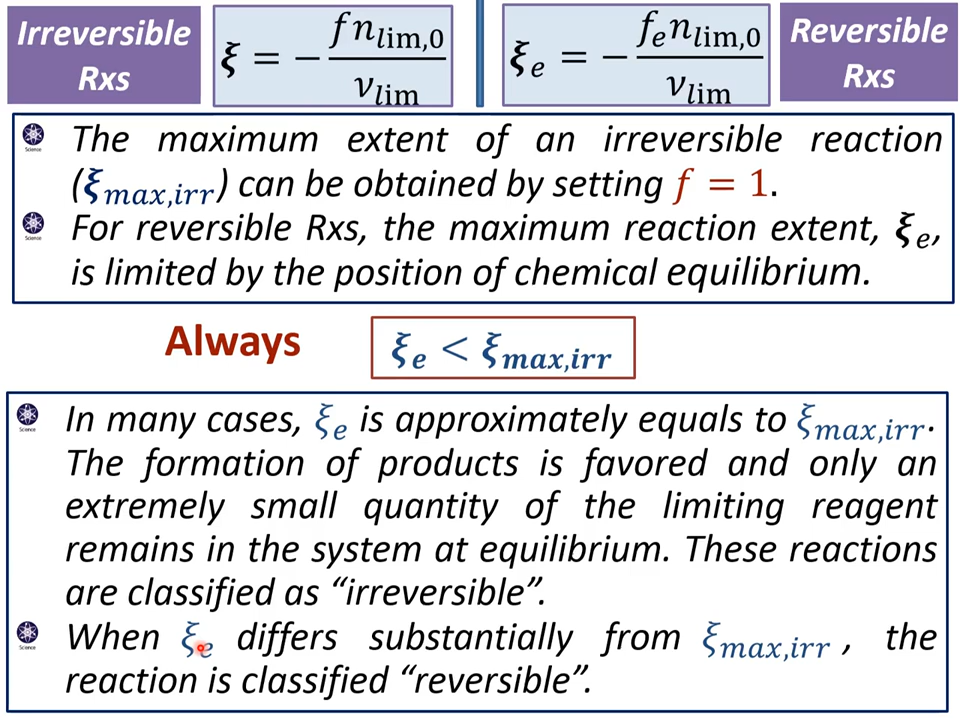 Irreversible Rxs
ξ = − fn_lim,0 / ν_lim
ξ_e = − f_e n_lim,0 / ν_lim
Reversible Rxs
Science
The maximum extent of an irreversible reaction
(ξ_max,irr) can be obtained by setting f = 1.
Science
For reversible Rxs, the maximum reaction extent, ξ_e,
is limited by the position of chemical equilibrium.
Always
ξ_e < ξ_max,irr
Science
In many cases, ξ_e is approximately equals to ξ_max,irr.
The formation of products is favored and only an
extremely small quantity of the limiting reagent
remains in the system at equilibrium. These reactions
are classified as “irreversible”.
Science
When ξ_e differs substantially from ξ_max,irr , the
reaction is classified “reversible”.